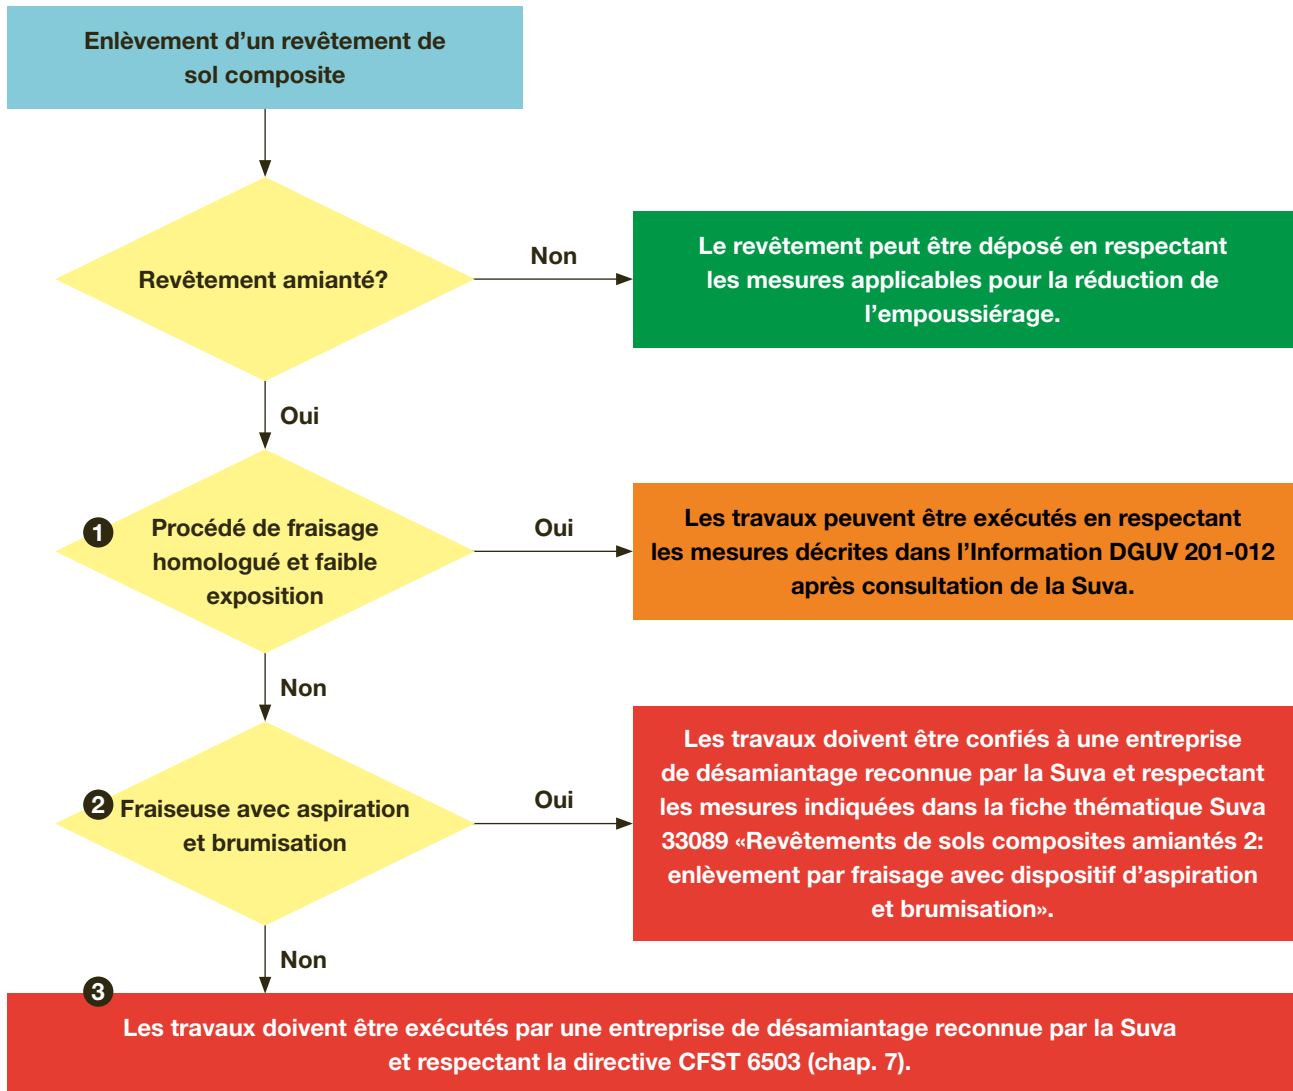 Enlèvement d’un revêtement de
sol composite
Revêtement amianté?
Non
Le revêtement peut être déposé en respectant
les mesures applicables pour la réduction de
l’empoussiérage.
Oui
1
Procédé de fraisage
homologué et faible
exposition
Oui
Les travaux peuvent être exécutés en respectant
les mesures décrites dans l’Information DGUV 201-012
après consultation de la Suva.
Non
2
Fraiseuse avec aspiration
et brumisation
Oui
Les travaux doivent être confiés à une entreprise
de désamiantage reconnue par la Suva et respectant
les mesures indiquées dans la fiche thématique Suva
33089 «Revêtements de sols composites amiantés 2:
enlèvement par fraisage avec dispositif d’aspiration
et brumisation».
Non
3
Les travaux doivent être exécutés par une entreprise de désamiantage reconnue par la Suva
et respectant la directive CFST 6503 (chap. 7).